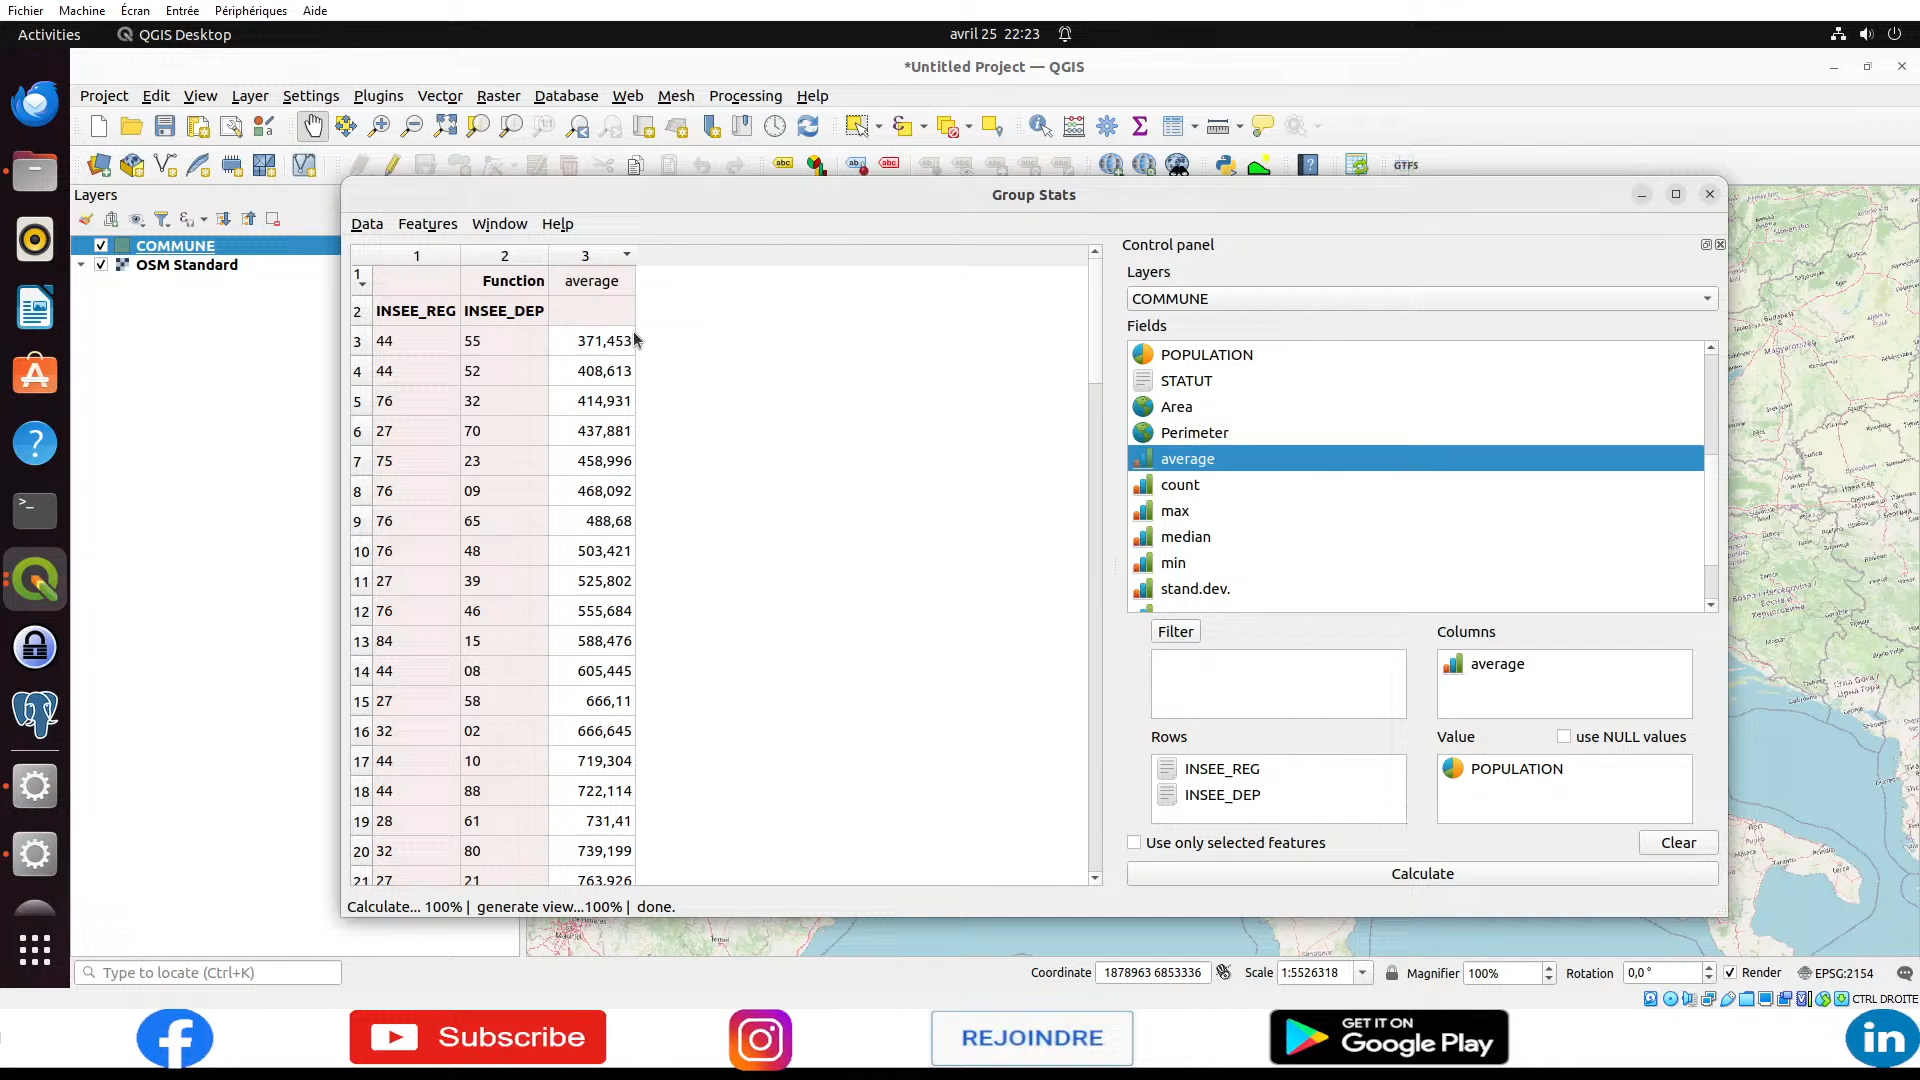 Fichier Machine Écran Entrée Périphériques Aide
Activities QGIS Desktop avril 25 22:23
*Untitled Project — QGIS
Project Edit View Layer Settings Plugins Vector Raster Database Web Mesh Processing Help
GTFS
Layers
COMMUNE
OSM Standard
Group Stats
Data Features Window Help
1 2 3
1 Function average
2 INSEE_REG INSEE_DEP
3 44 55 371,453
4 44 52 408,613
5 76 32 414,931
6 27 70 437,881
7 75 23 458,996
8 76 09 468,092
9 76 65 488,68
10 76 48 503,421
11 27 39 525,802
12 76 46 555,684
13 84 15 588,476
14 44 08 605,445
15 27 58 666,11
16 32 02 666,645
17 44 10 719,304
18 44 88 722,114
19 28 61 731,41
20 32 80 739,199
21 27 21 763,926
Calculate... 100% | generate view...100% | done.
Control panel
Layers
COMMUNE
Fields
POPULATION
STATUT
Area
Perimeter
average
count
max
median
min
stand.dev.
Filter Columns
average
Rows Value use NULL values
INSEE_REG POPULATION
INSEE_DEP
Use only selected features Clear
Calculate
Type to locate (Ctrl+K) Coordinate 1878963 6853336 Scale 1:5526318 Magnifier 100% Rotation 0,0 ° Render EPSG:2154
CTRL DROITE
Subscribe REJOINDRE GET IT ON
Google Play
in